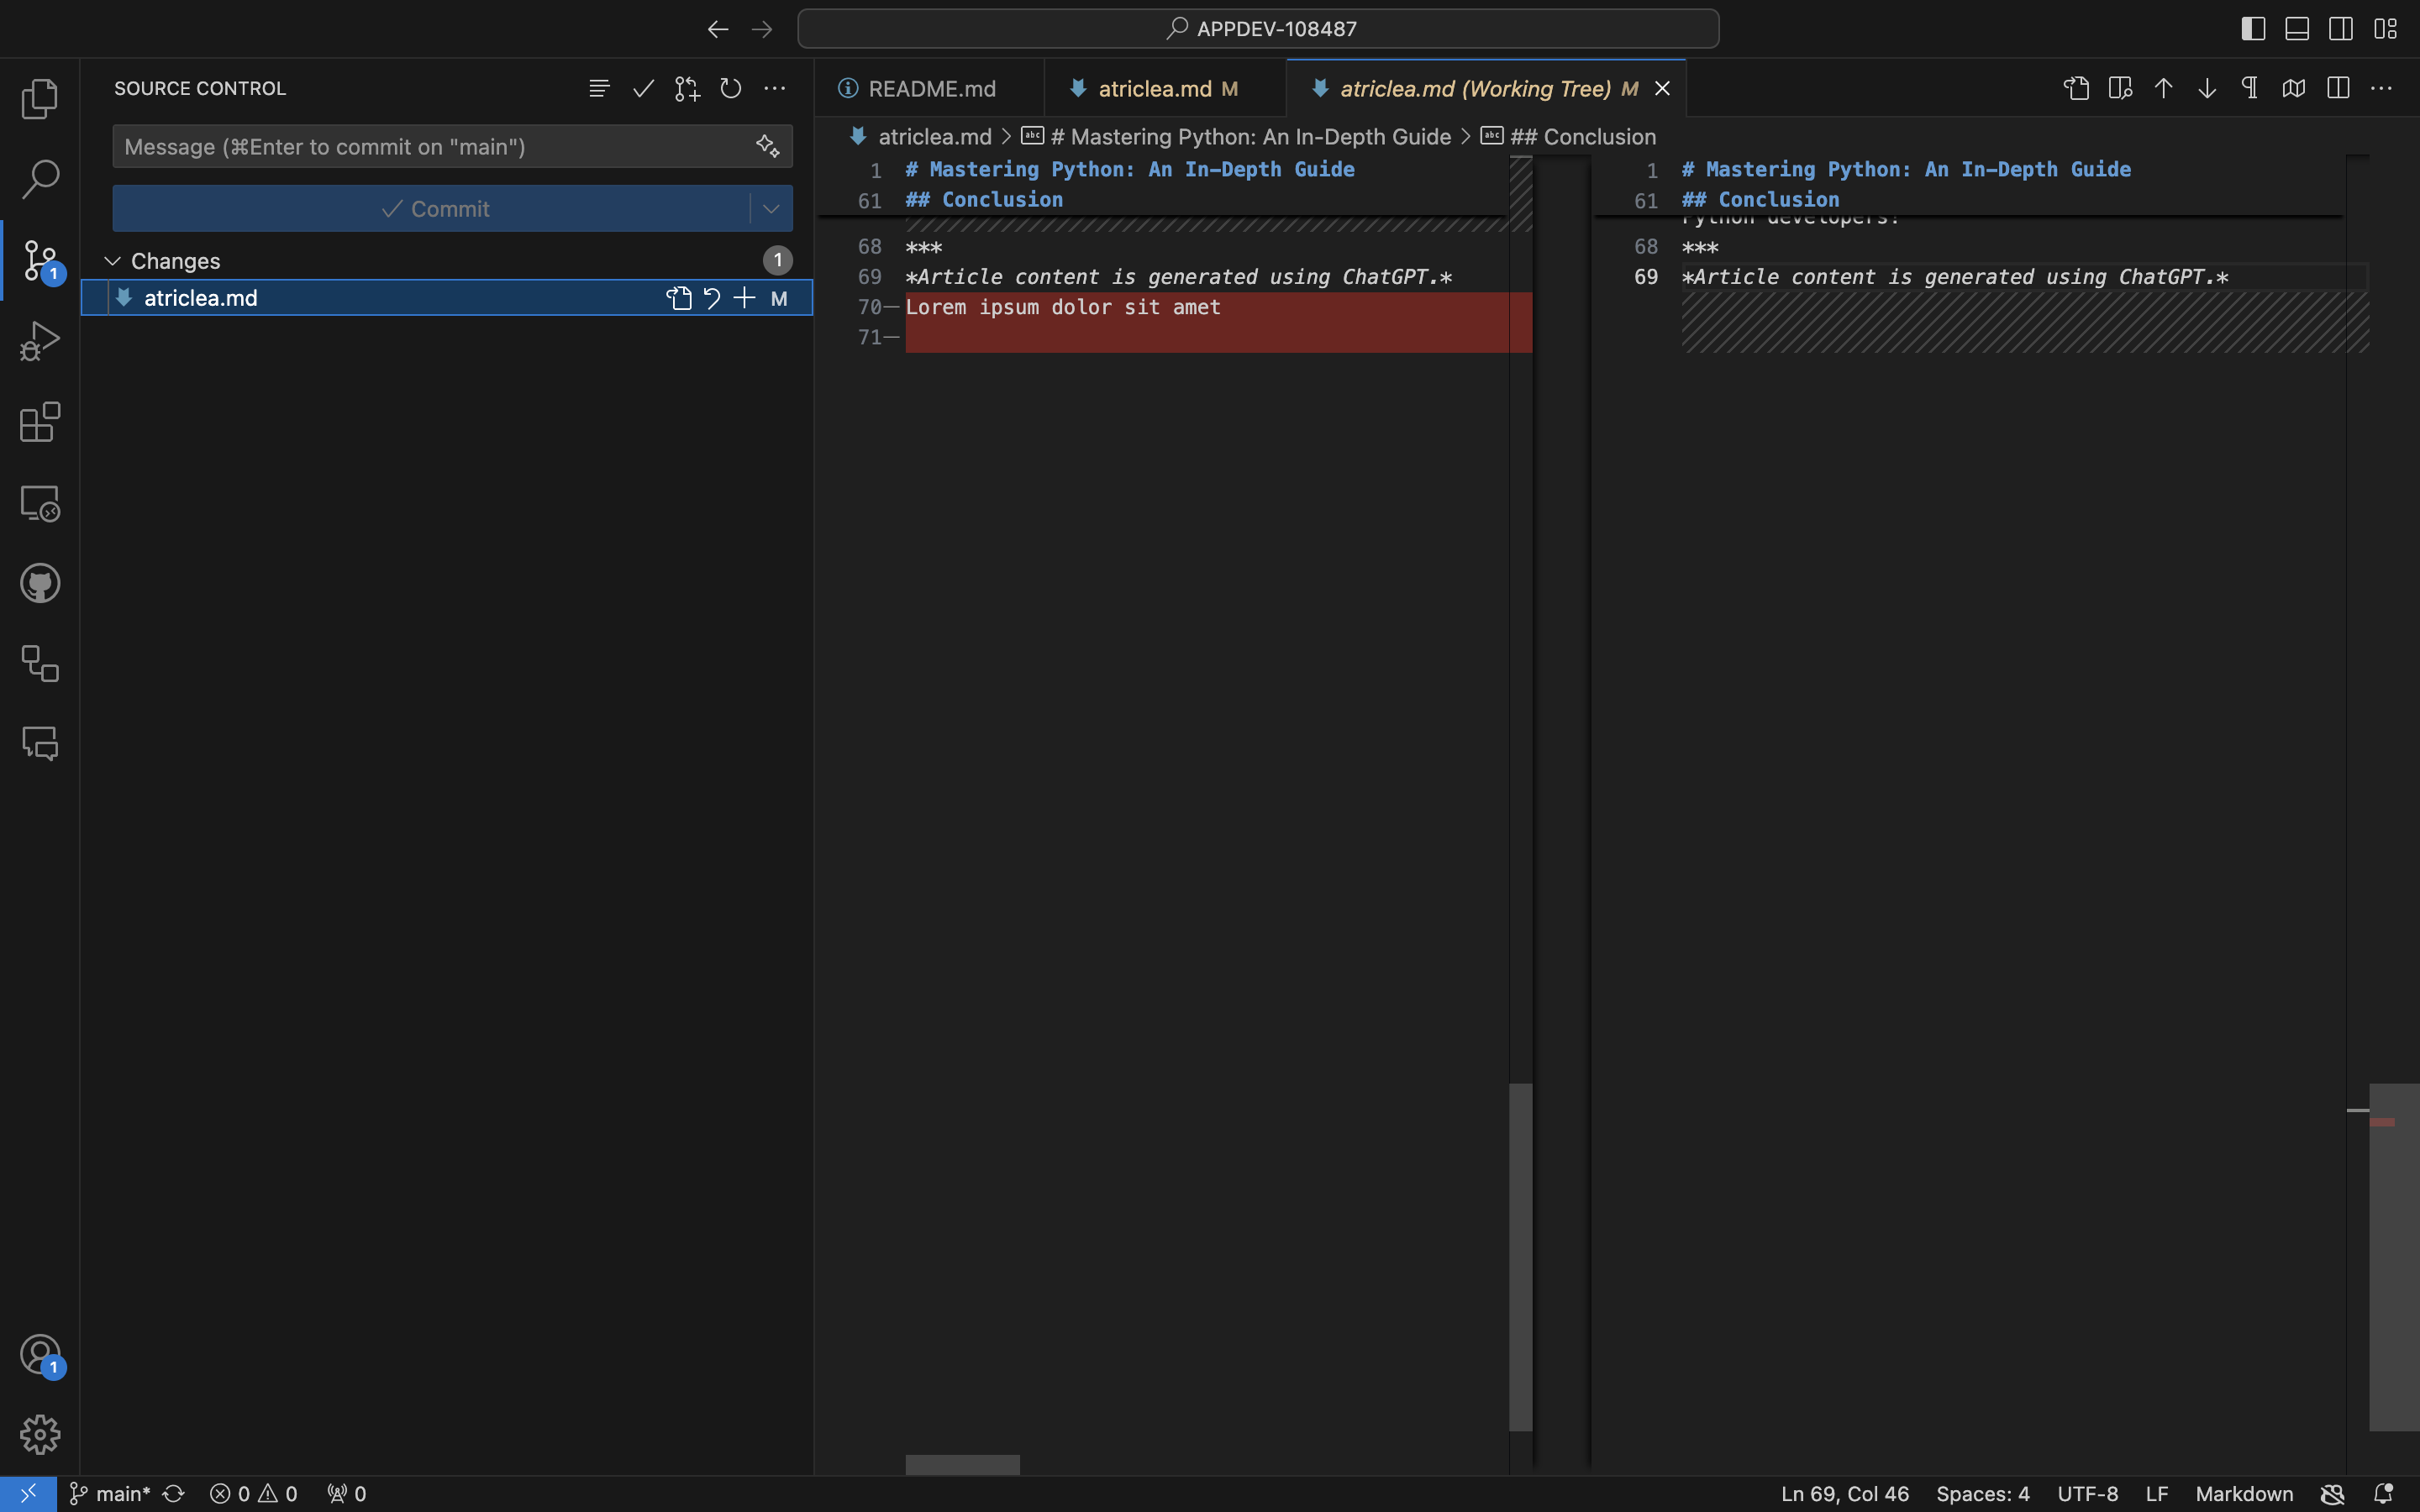 APPDEV-108487
SOURCE CONTROL
README.md
atriclea.md M
atriclea.md (Working Tree) M
Message (⌘Enter to commit on "main")
atriclea.md > # Mastering Python: An In-Depth Guide > ## Conclusion
Commit
Changes 1
atriclea.md M
1 # Mastering Python: An In-Depth Guide
61 ## Conclusion
68 ***
69 *Article content is generated using ChatGPT.*
70— Lorem ipsum dolor sit amet
71—
1 # Mastering Python: An In-Depth Guide
61 ## Conclusion
Python developers!
68 ***
69 *Article content is generated using ChatGPT.*
1
1
main* 0 0 0
Ln 69, Col 46 Spaces: 4 UTF-8 LF Markdown